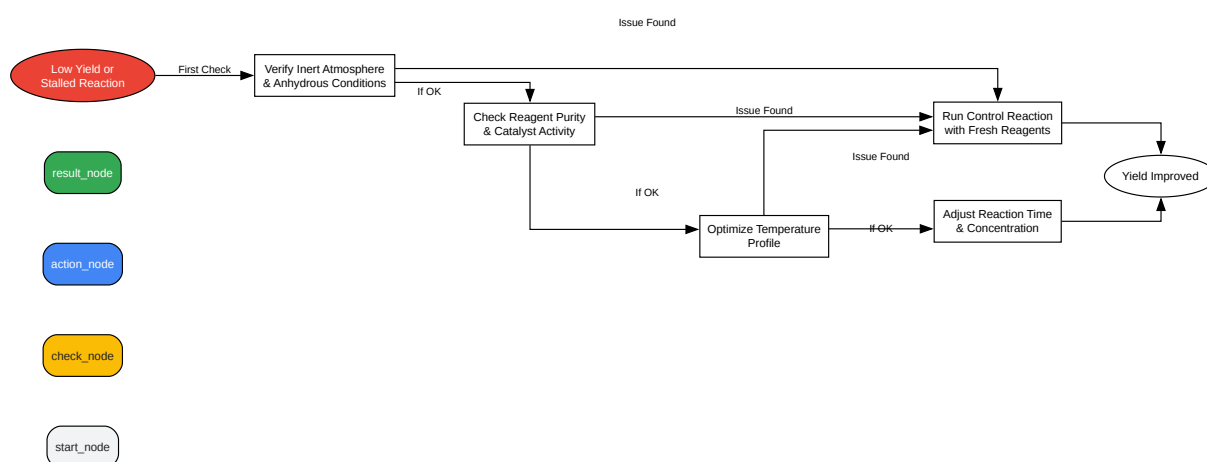 Issue Found
Low Yield or
Stalled Reaction
First Check
Verify Inert Atmosphere
& Anhydrous Conditions
If OK
Check Reagent Purity
& Catalyst Activity
Issue Found
Run Control Reaction
with Fresh Reagents
Issue Found
Yield Improved
result_node
If OK
Optimize Temperature
Profile
If OK
Adjust Reaction Time
& Concentration
action_node
check_node
start_node